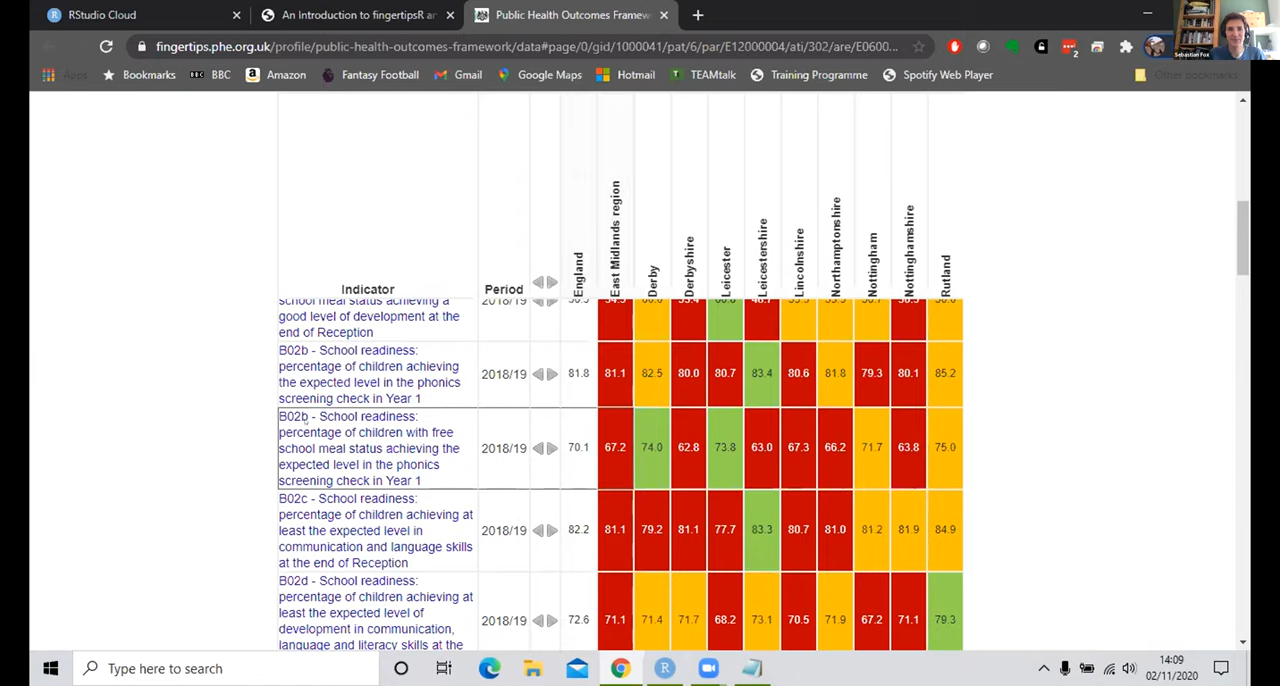 RStudio Cloud
An Introduction to fingertipsR ar
Public Health Outcomes Framew
fingertips.phe.org.uk/profile/public-health-outcomes-framework/data#page/0/gid/1000041/pat/6/par/E12000004/ati/302/are/E0600...
2
Sebastian Fox
Apps
Bookmarks
BBC BBC
Amazon
Fantasy Football
Gmail
Google Maps
Hotmail
T TEAMtalk
Training Programme
Spotify Web Player
Other bookmarks
Indicator Period England East Midlands region Derby Derbyshire Leicester Leicestershire Lincolnshire Northamptonshire Nottingham Nottinghamshire Rutland
school meal status achieving a
good level of development at the
end of Reception
2018/19
B02b - School readiness:
percentage of children achieving
the expected level in the phonics
screening check in Year 1
2018/19 81.8 81.1 82.5 80.0 80.7 83.4 80.6 81.8 79.3 80.1 85.2
B02b - School readiness:
percentage of children with free
school meal status achieving the
expected level in the phonics
screening check in Year 1
2018/19 70.1 67.2 74.0 62.8 73.8 63.0 67.3 66.2 71.7 63.8 75.0
B02c - School readiness:
percentage of children achieving at
least the expected level in
communication and language skills
at the end of Reception
2018/19 82.2 81.1 79.2 81.1 77.7 83.3 80.7 81.0 81.2 81.9 84.9
B02d - School readiness:
percentage of children achieving at
least the expected level of
development in communication,
language and literacy skills at the
2018/19 72.6 71.1 71.4 71.7 68.2 73.1 70.5 71.9 67.2 71.1 79.3
Type here to search
14:09
02/11/2020